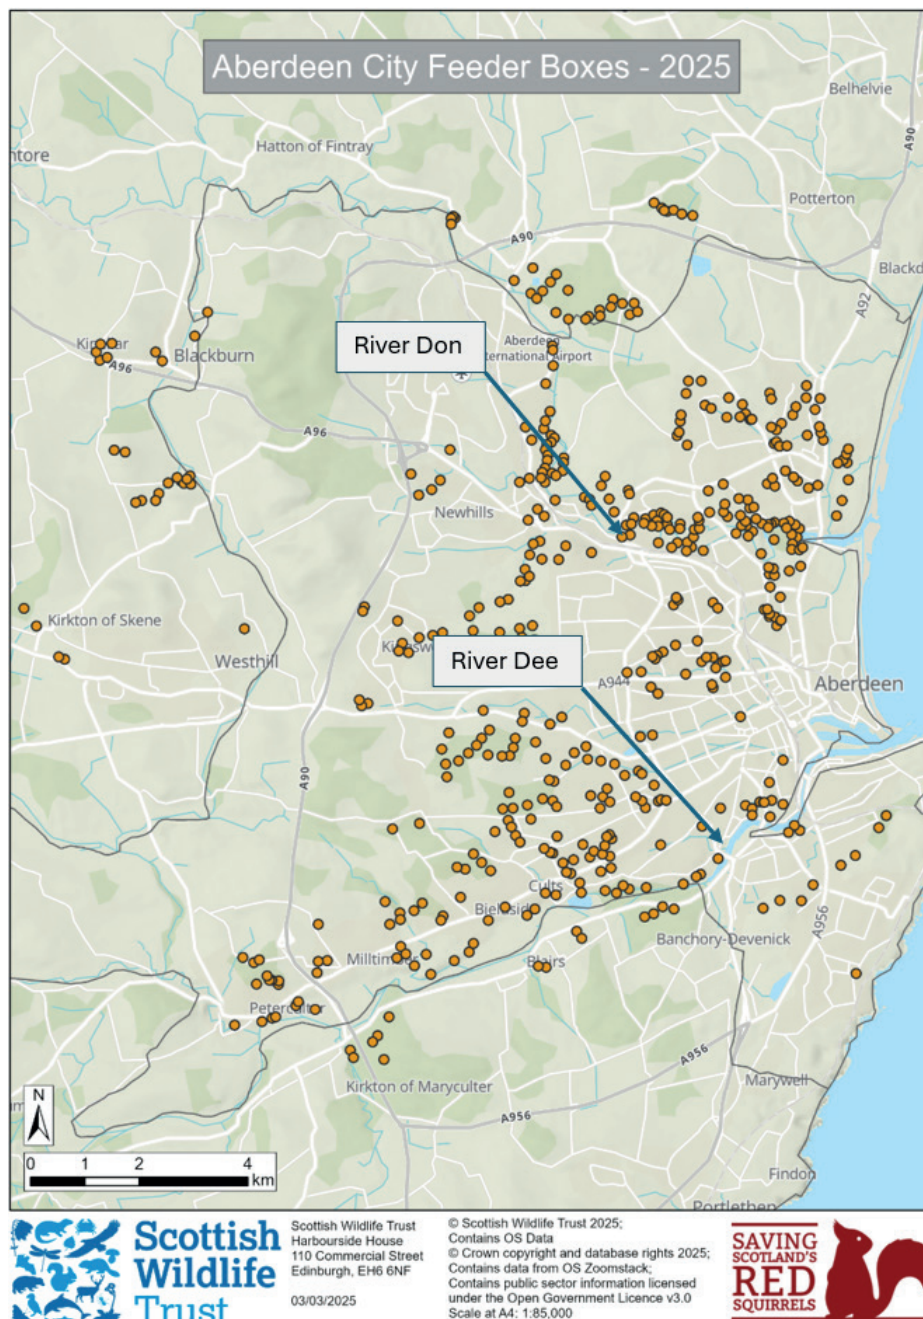 Aberdeen City Feeder Boxes - 2025
Belhelvie
A90
Hatton of Fintray
ntore
Potterton
A90
Blackd
A92
River Don
Aberdeen
nternational Airport
Blackburn
A96
A96
Newhills
Kirkton of Skene
Westhill
River Dee
A944
Aberdeen
A90
Cults
Bieldside
A956
Banchory-Devenick
Milltimber
Blairs
Peterculter
A956
Marywell
Kirkton of Maryculter
A956
N
0 1 2 4
km
Findon
Portlethen
Scottish
Wildlife
Trust
Scottish Wildlife Trust
Harbourside House
110 Commercial Street
Edinburgh, EH6 6NF
03/03/2025
© Scottish Wildlife Trust 2025;
Contains OS Data
© Crown copyright and database rights 2025;
Contains data from OS Zoomstack;
Contains public sector information licensed
under the Open Government Licence v3.0
Scale at A4: 1:85,000
SAVING
SCOTLAND'S
RED
SQUIRRELS